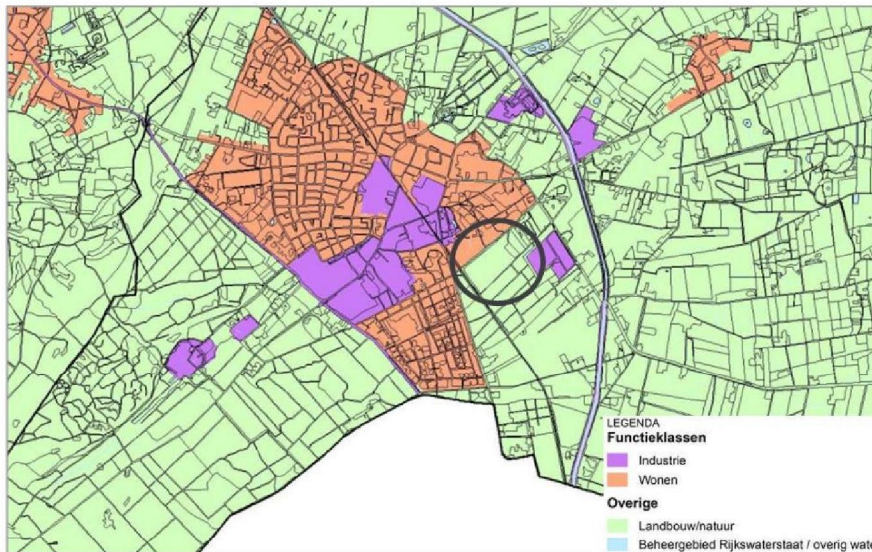 LEGENDA
Functieklassen
Industrie
Wonen
Overige
Landbouw/natuur
Beheergebied Rijkswaterstaat / overig wate